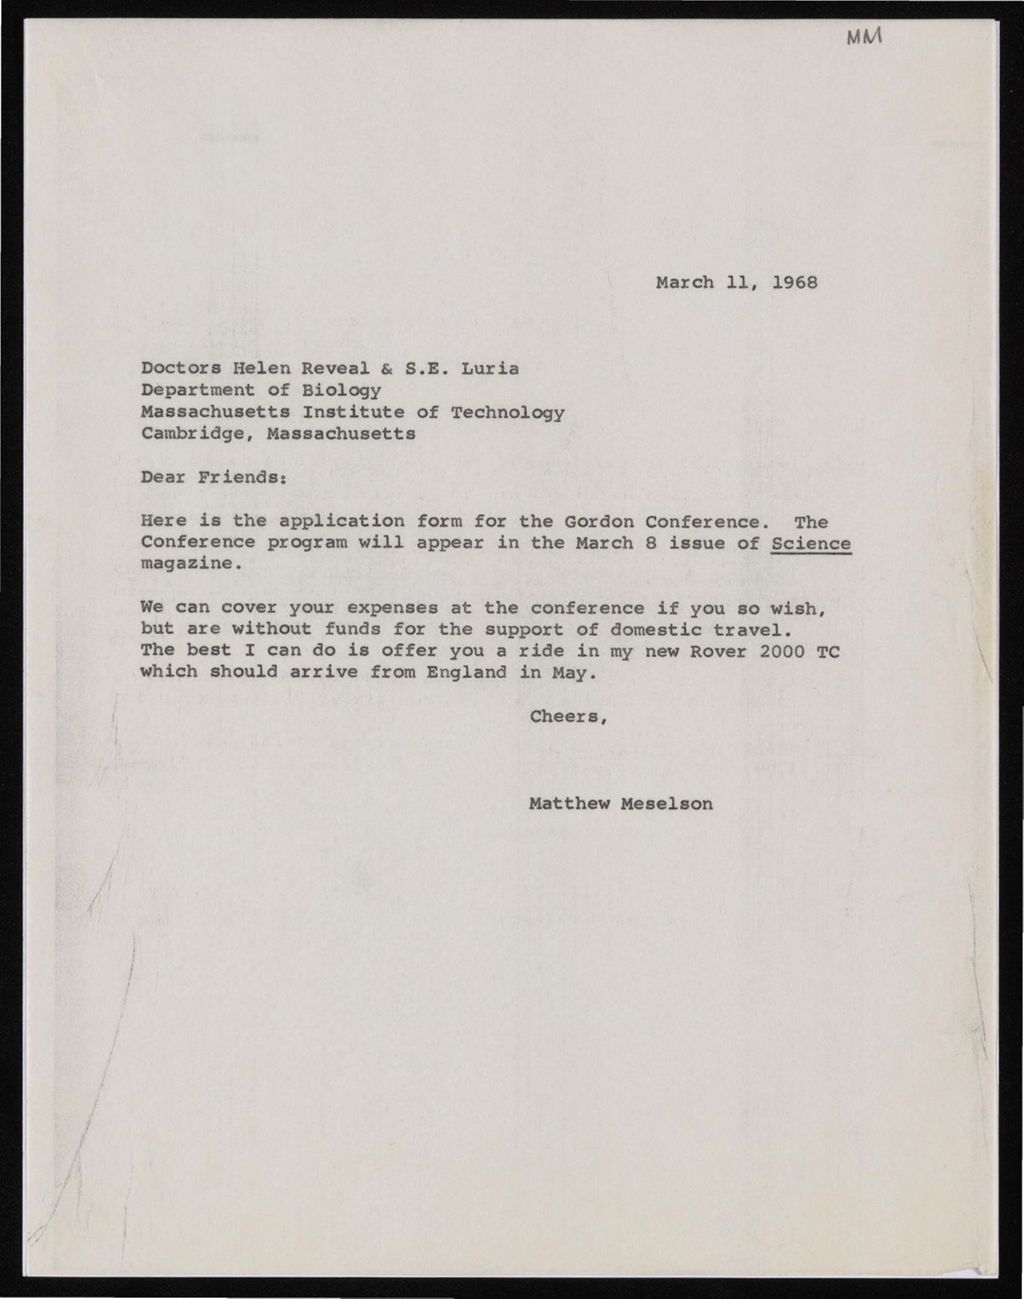 MM
March 11, 1968
Doctors Helen Reveal & S.E. Luria
Department of Biology
Massachusetts Institute of Technology
Cambridge, Massachusetts
Dear Friends:
Here is the application form for the Gordon Conference. The
Conference program will appear in the March 8 issue of Science
magazine.
We can cover your expenses at the conference if you so wish,
but are without funds for the support of domestic travel.
The best I can do is offer you a ride in my new Rover 2000 TC
which should arrive from England in May.
Cheers,
Matthew Meselson